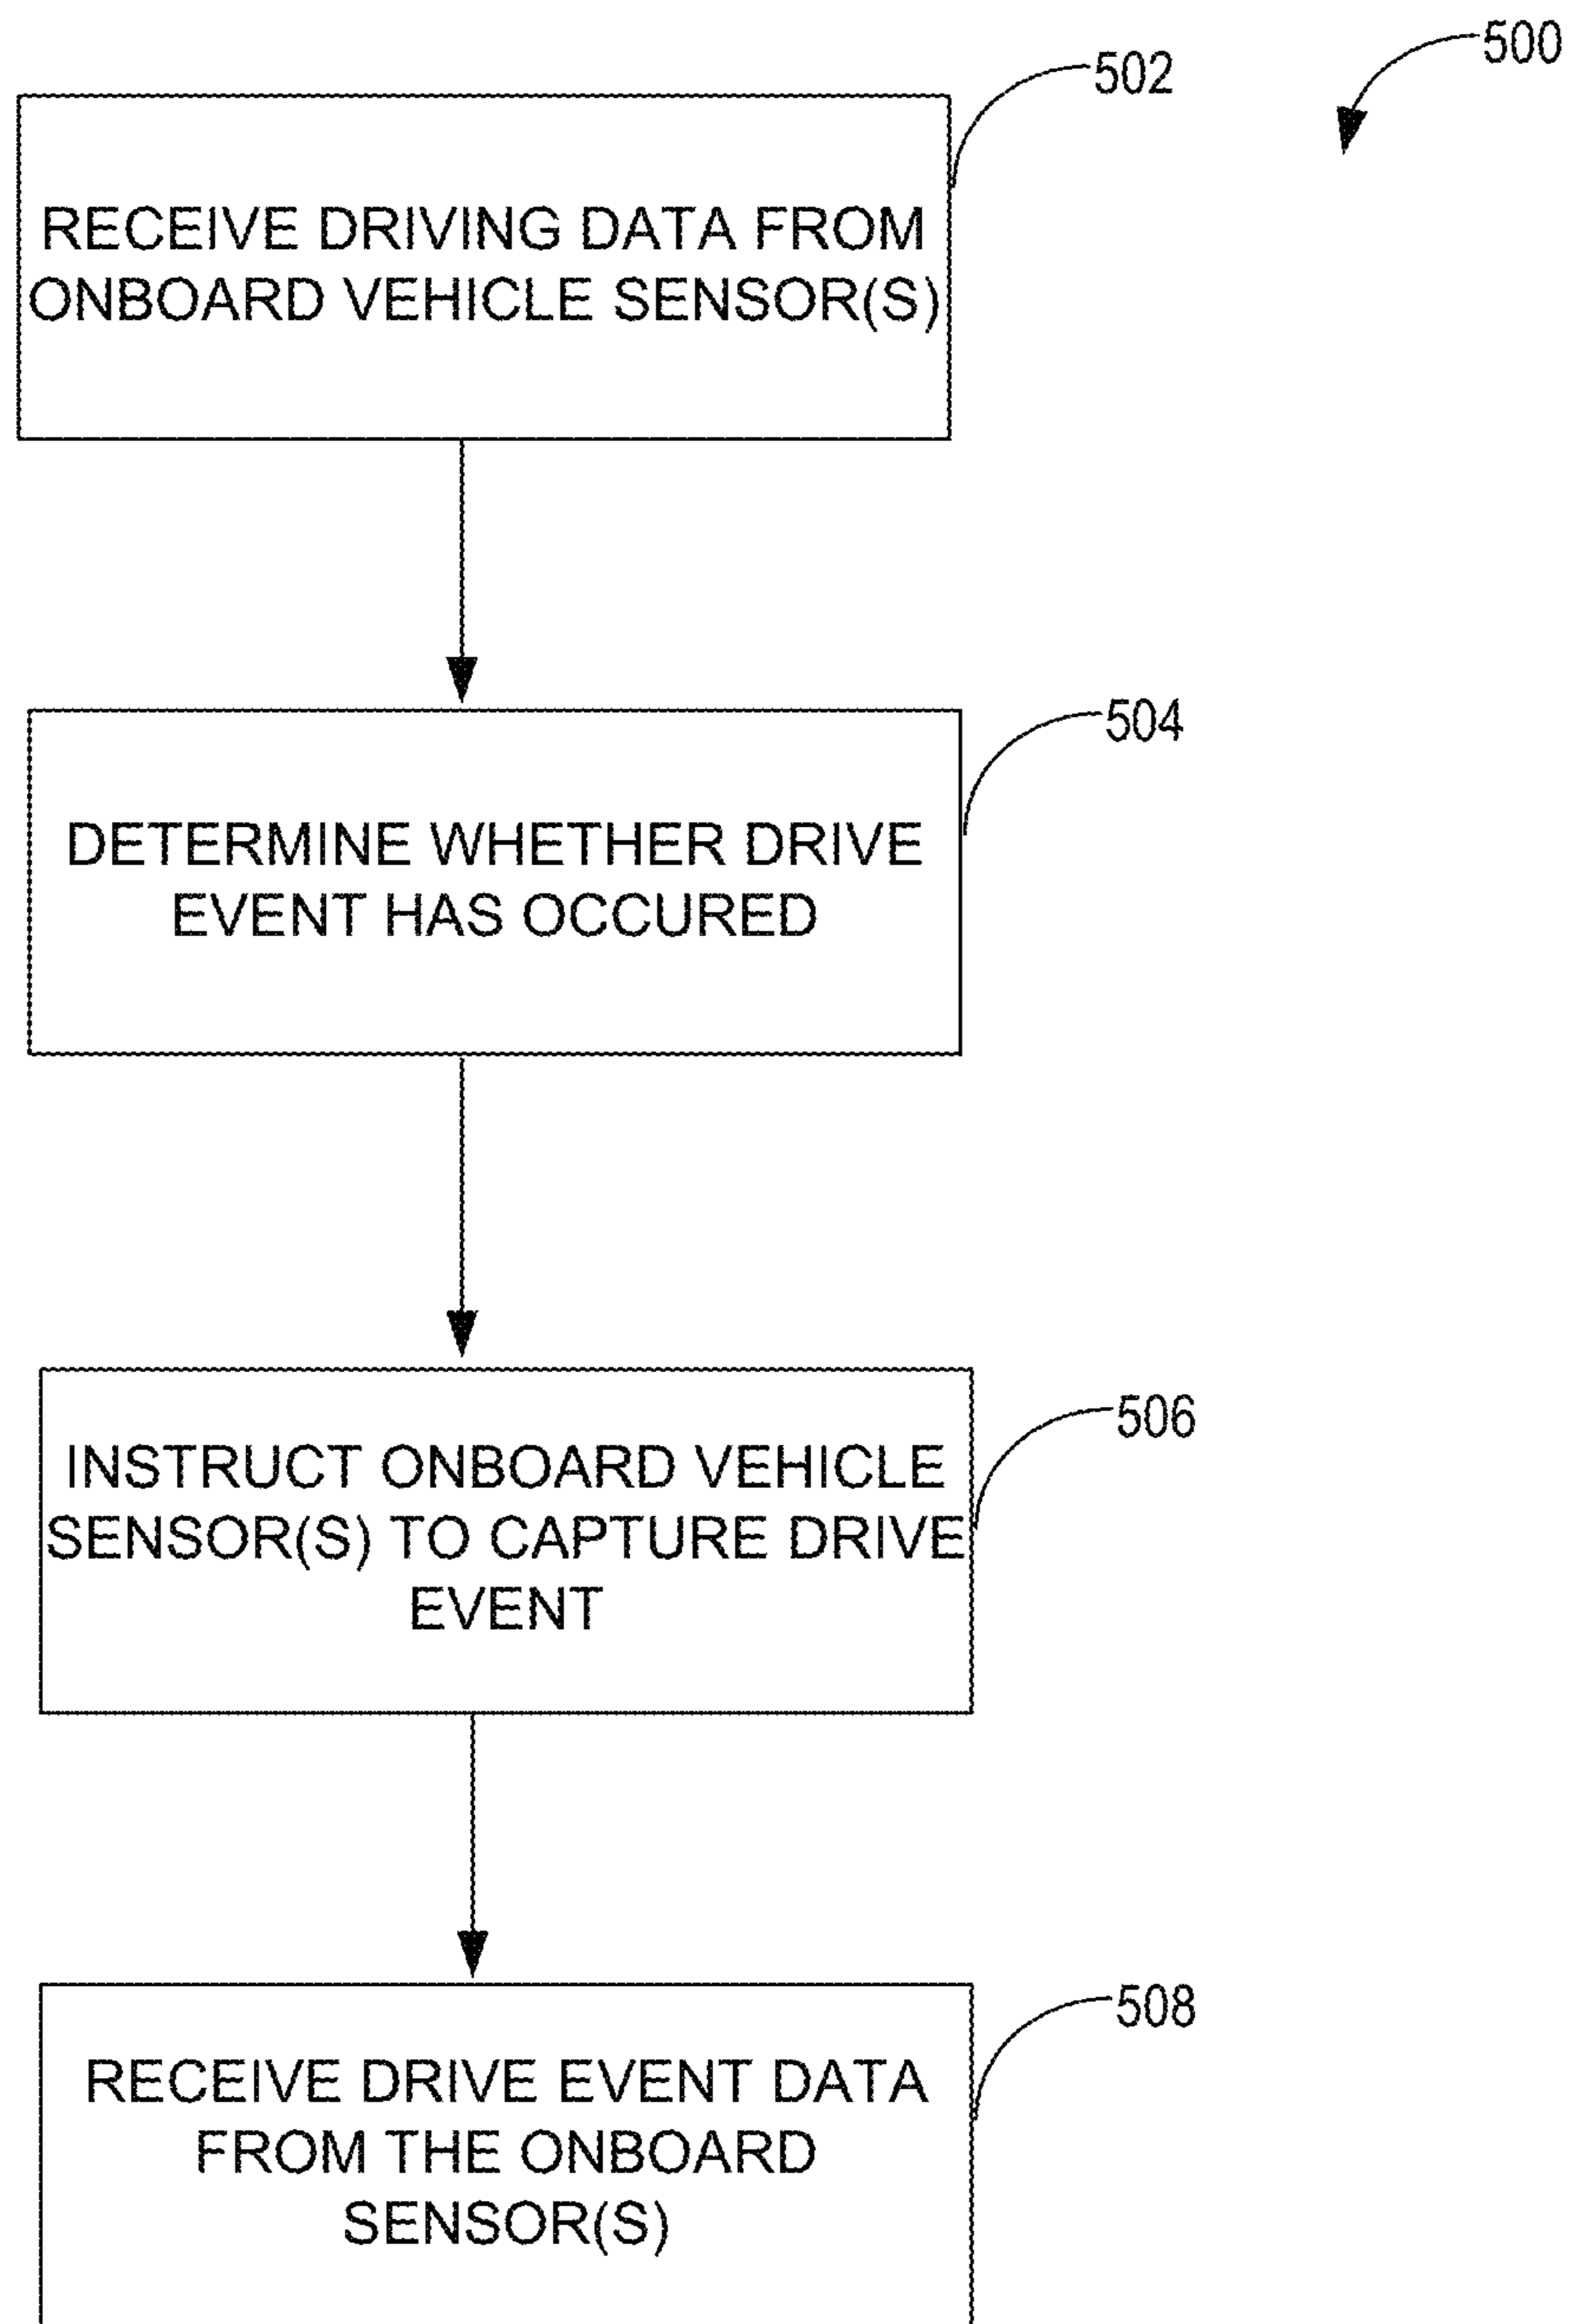 500
502
RECEIVE DRIVING DATA FROM
ONBOARD VEHICLE SENSOR(S)
504
DETERMINE WHETHER DRIVE
EVENT HAS OCCURED
506
INSTRUCT ONBOARD VEHICLE
SENSOR(S) TO CAPTURE DRIVE
EVENT
508
RECEIVE DRIVE EVENT DATA
FROM THE ONBOARD
SENSOR(S)